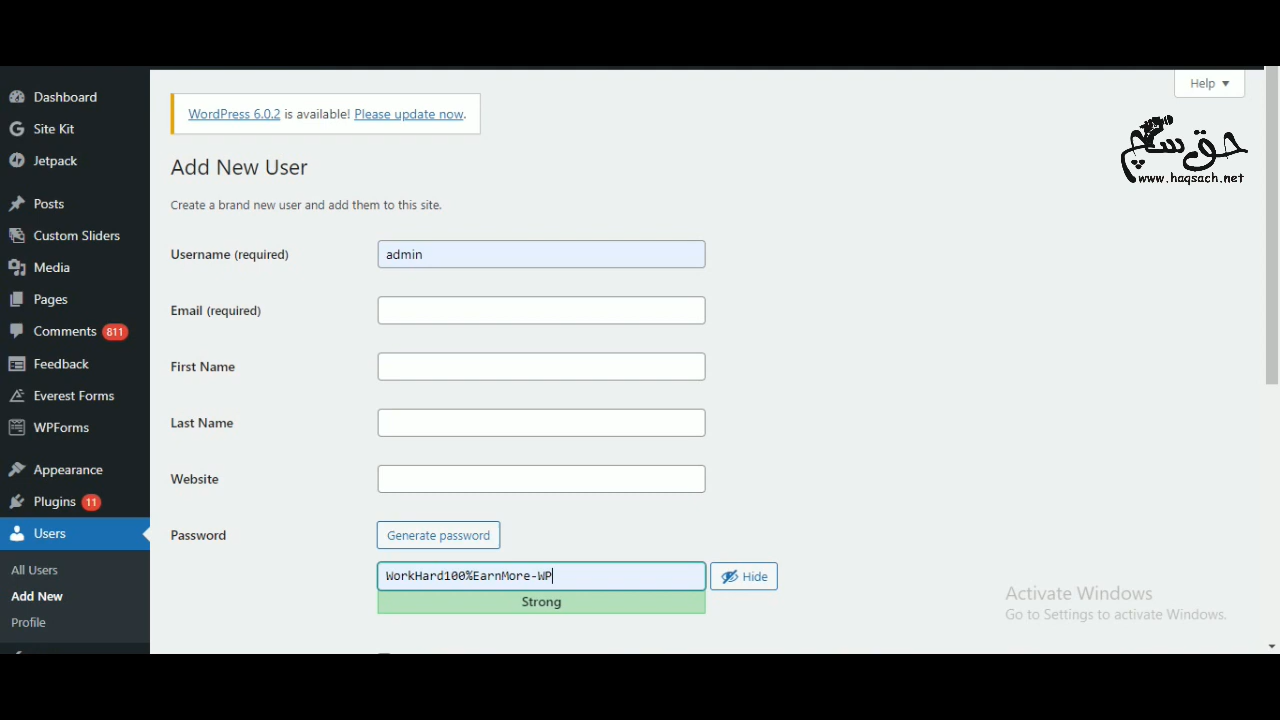 Help
حق سچ
www.haqsach.net
Dashboard
Site Kit
Jetpack
Posts
Custom Sliders
Media
Pages
Comments 811
Feedback
Everest Forms
WPForms
Appearance
Plugins 11
Users
All Users
Add New
Profile
WordPress 6.0.2 is available! Please update now.
Add New User
Create a brand new user and add them to this site.
Username (required)
admin
Email (required)
First Name
Last Name
Website
Password
Generate password
WorkHard100%EarnMore-WP
Hide
Strong
Activate Windows
Go to Settings to activate Windows.